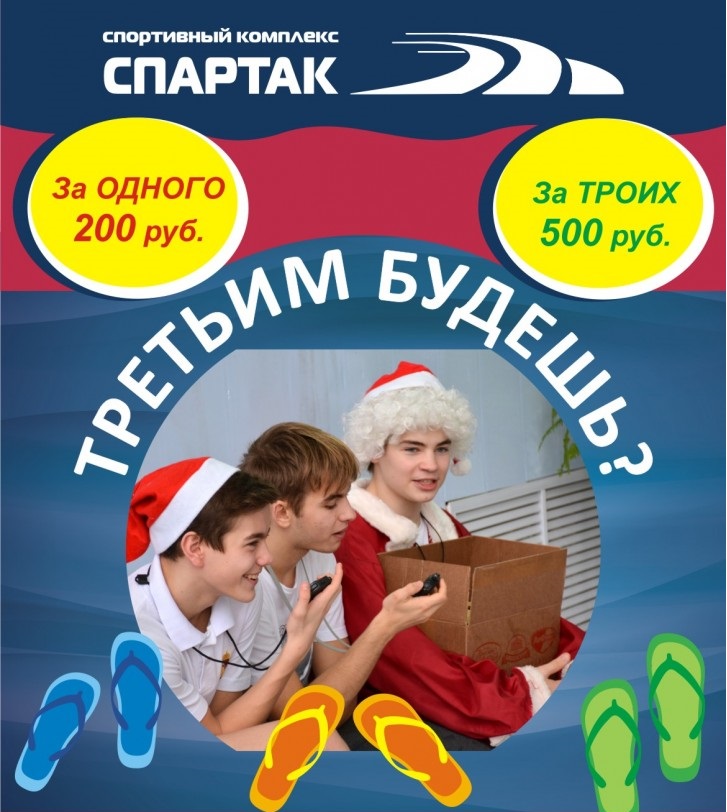 спортивный комплекс
СПАРТАК
За ОДНОГО
200 руб.
За ТРОИХ
500 руб.
ТРЕТЬИМ БУДЕШЬ?